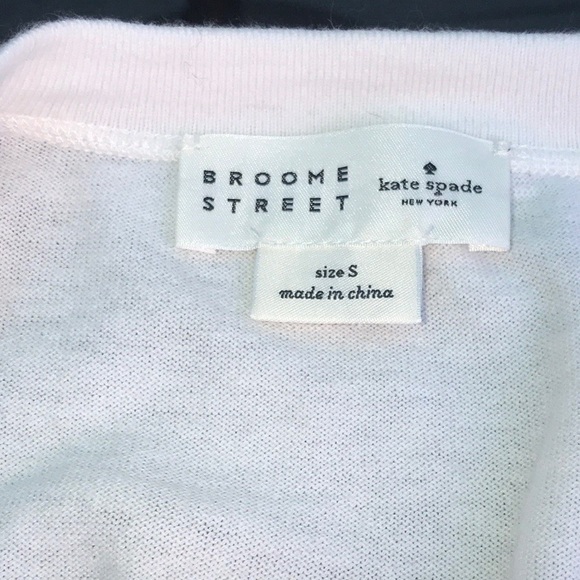 BROOME
STREET
kate spade
NEW YORK
size S
made in china